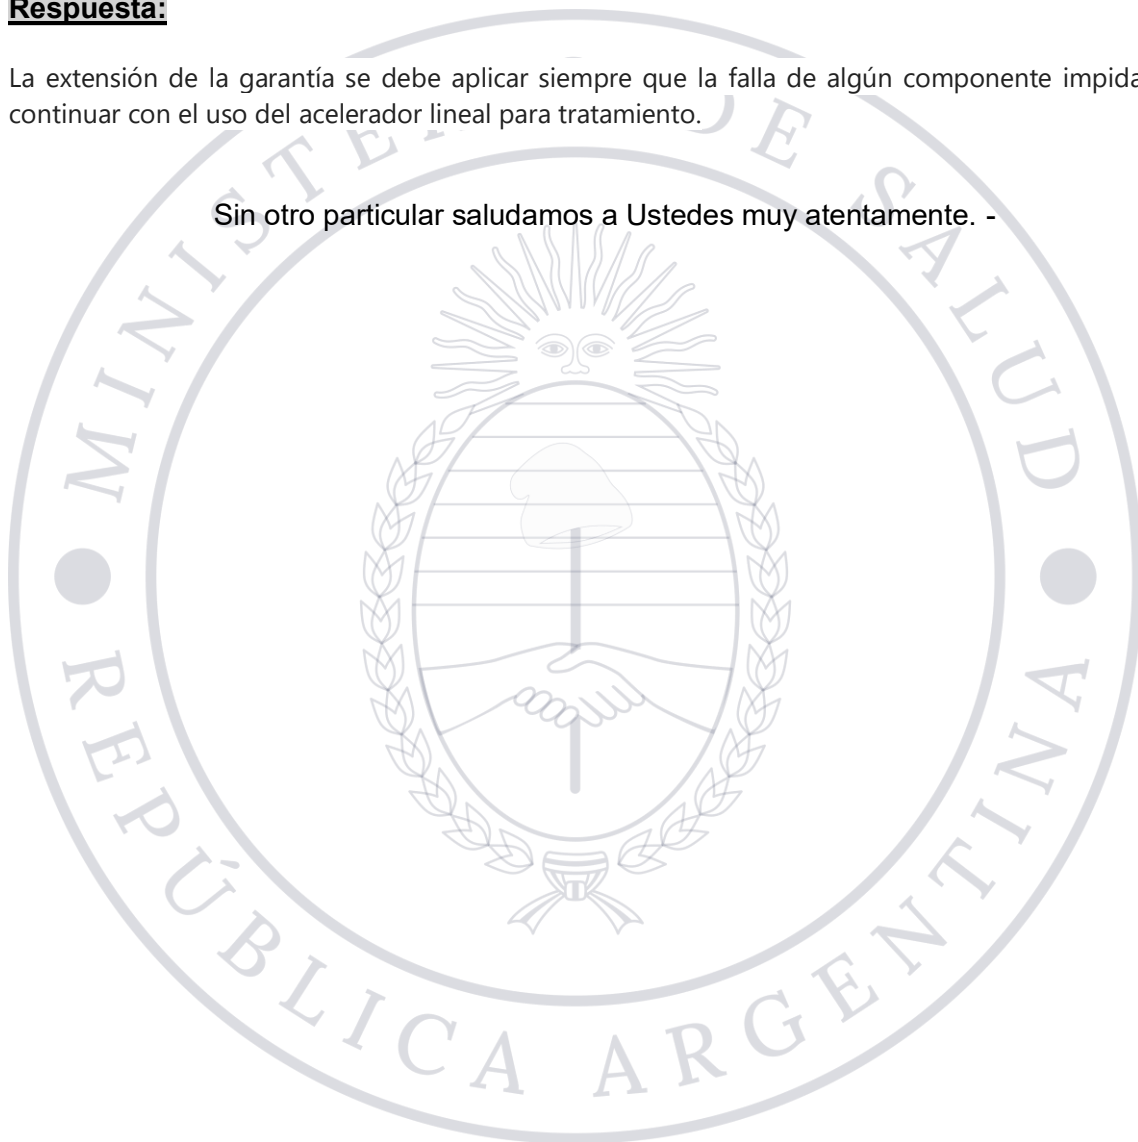 Respuesta:
La extensión de la garantía se debe aplicar siempre que la falla de algún componente impida
continuar con el uso del acelerador lineal para tratamiento.
Sin otro particular saludamos a Ustedes muy atentamente. -
MINISTERIO DE SALUD
REPÚBLICA ARGENTINA